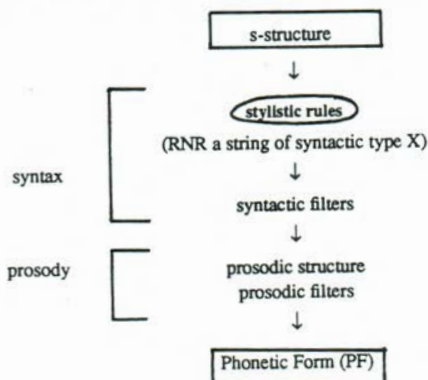 s-structure
↓
stylistic rules
(RNR a string of syntactic type X)
↓
syntax
syntactic filters
↓
prosody
prosodic structure
prosodic filters
↓
Phonetic Form (PF)